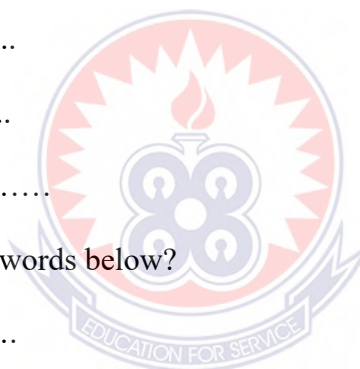 ..
..
.....
words below?
..
EDUCATION FOR SERVICE